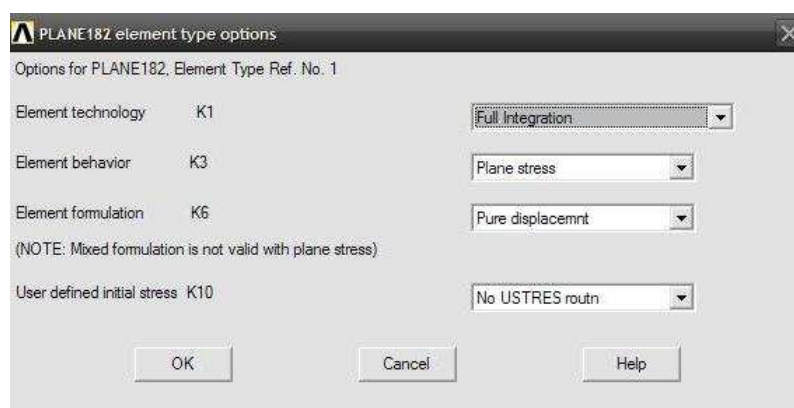 PLANE182 element type options
Options for PLANE182, Element Type Ref. No. 1
Element technology K1 Full Integration
Element behavior K3 Plane stress
Element formulation K6 Pure displacemnt
(NOTE: Mixed formulation is not valid with plane stress)
User defined initial stress K10 No USTRES routn
OK Cancel Help